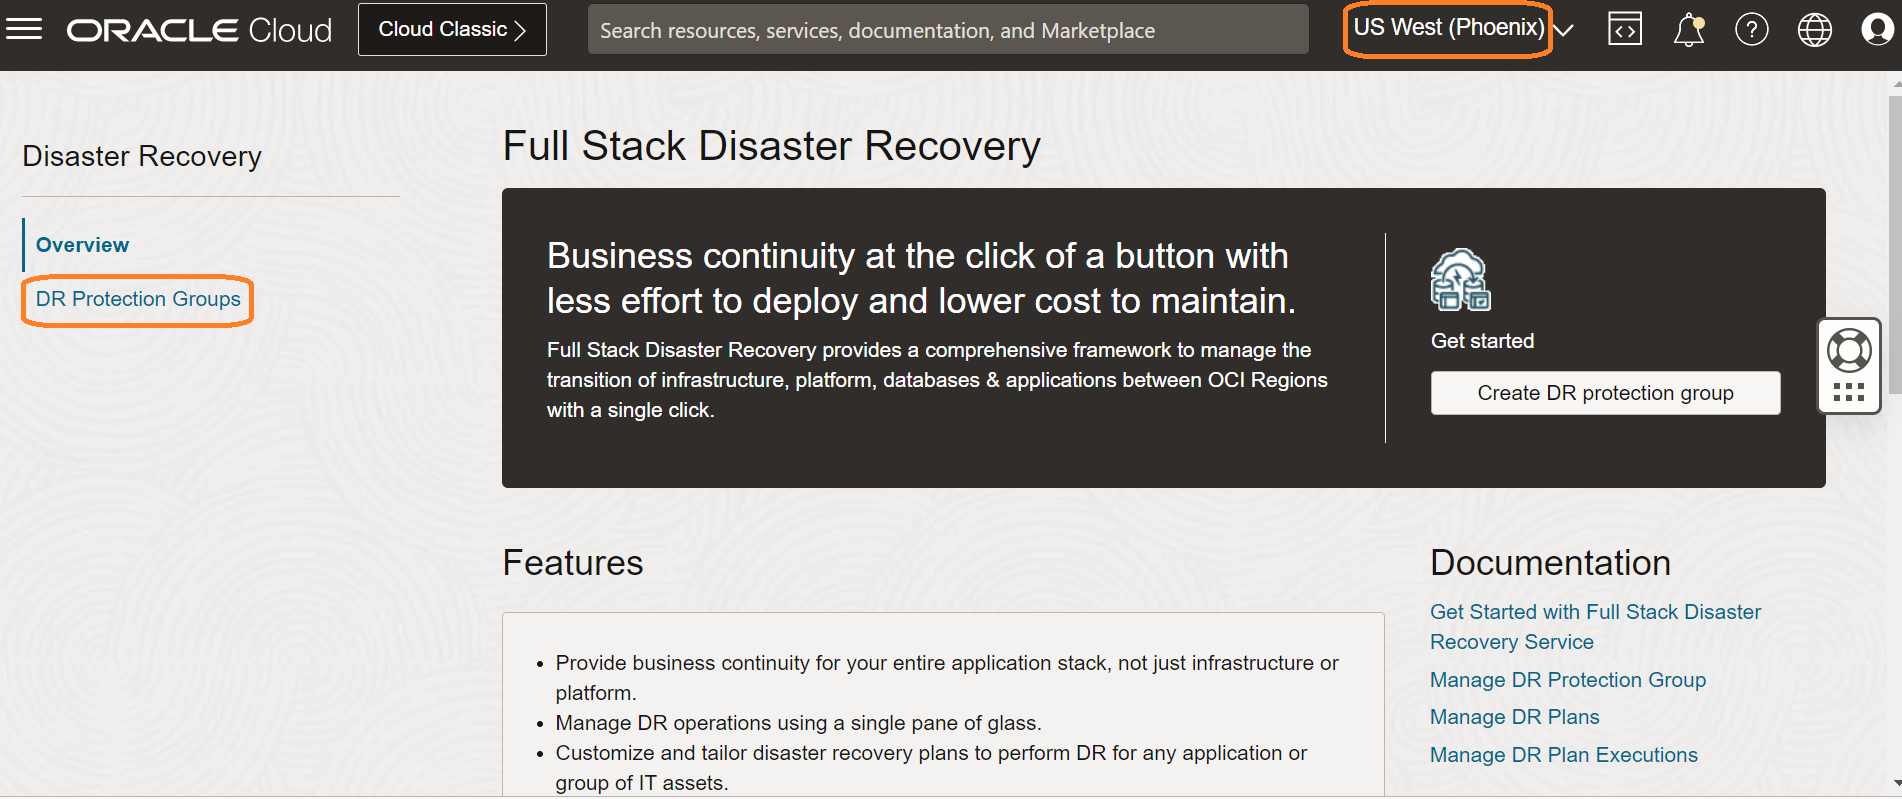 ORACLE Cloud
Cloud Classic
Search resources, services, documentation, and Marketplace
US West (Phoenix)
Disaster Recovery
Overview
DR Protection Groups
Full Stack Disaster Recovery
Business continuity at the click of a button with
less effort to deploy and lower cost to maintain.
Full Stack Disaster Recovery provides a comprehensive framework to manage the
transition of infrastructure, platform, databases & applications between OCI Regions
with a single click.
Get started
Create DR protection group
Features
• Provide business continuity for your entire application stack, not just infrastructure or
platform.
• Manage DR operations using a single pane of glass.
• Customize and tailor disaster recovery plans to perform DR for any application or
group of IT assets.
Documentation
Get Started with Full Stack Disaster
Recovery Service
Manage DR Protection Group
Manage DR Plans
Manage DR Plan Executions